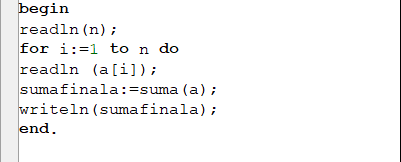 begin
readln(n);
for i:=1 to n do
readln (a[i]);
sumafinala:=suma(a);
writeln(sumafinala);
end.